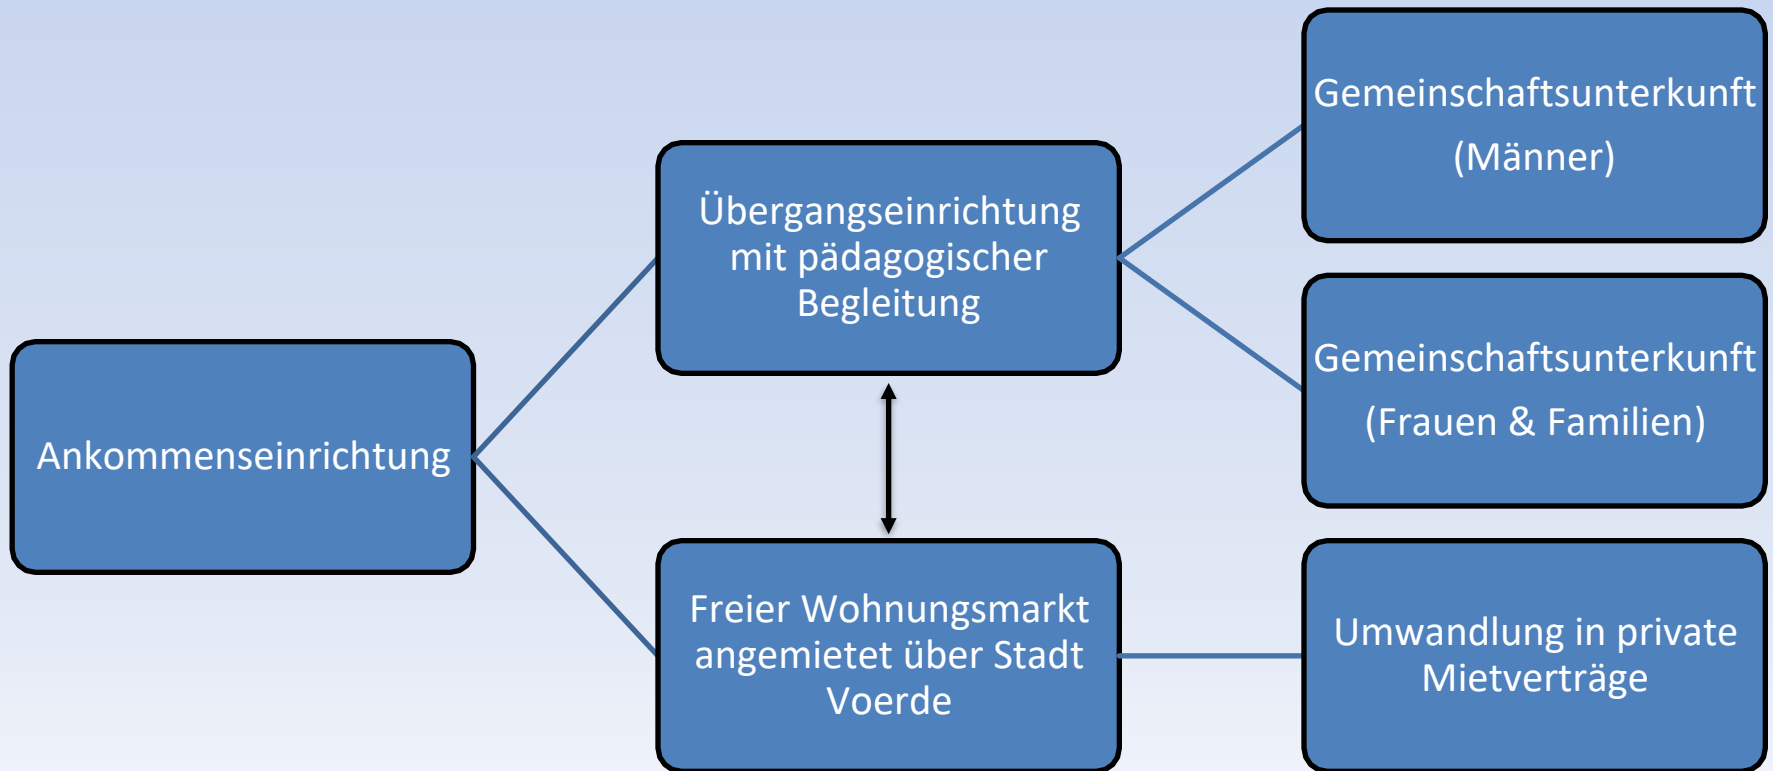 Ankommenseinrichtung
Übergangseinrichtung
mit pädagogischer
Begleitung
Gemeinschaftsunterkunft
(Männer)
Gemeinschaftsunterkunft
(Frauen & Familien)
Freier Wohnungsmarkt
angemietet über Stadt
Voerde
Umwandlung in private
Mietverträge